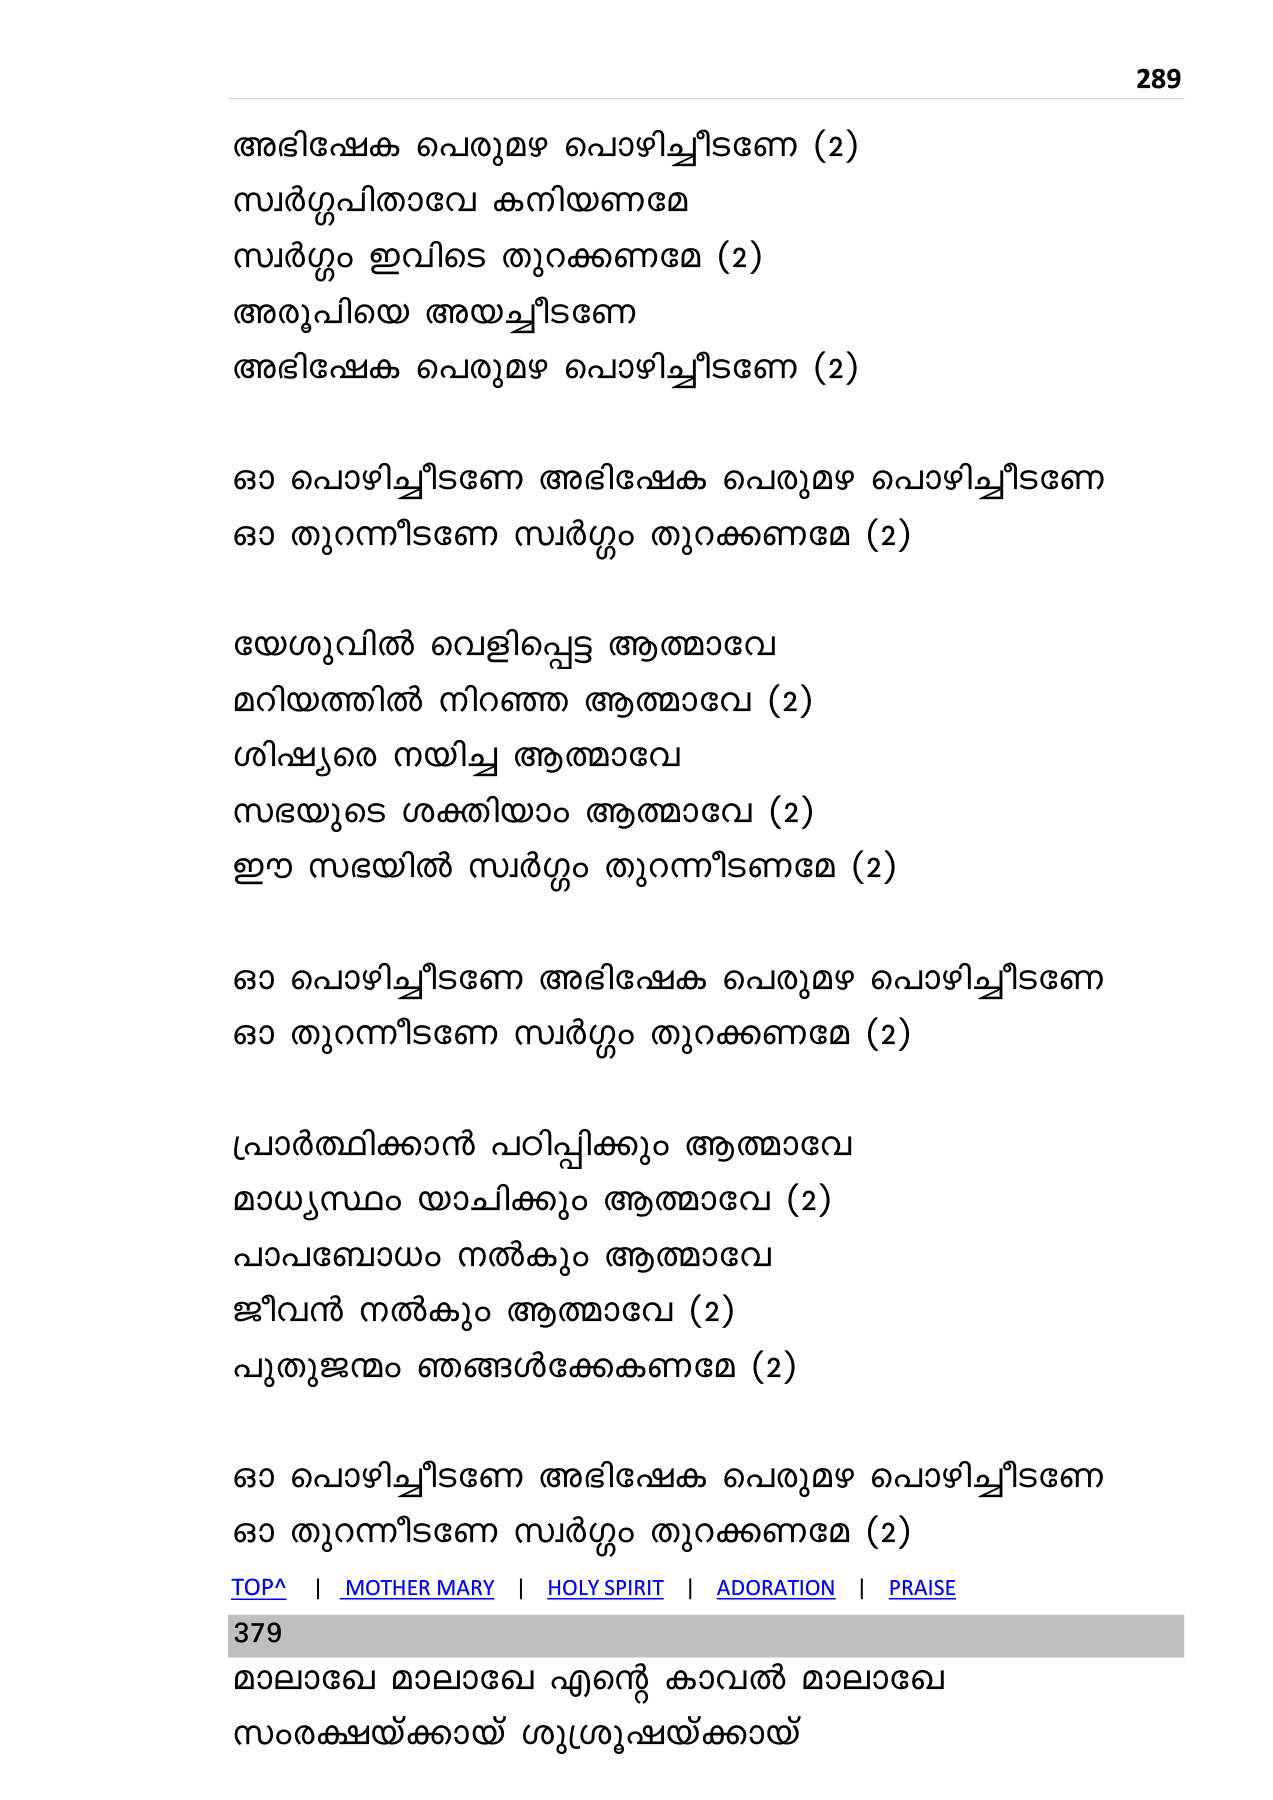 289
അഭിഷേക പെരുമഴ പൊഴിച്ചീടണേ (2)
സ്വർഗ്ഗപിതാവേ കനിയണമേ
സ്വർഗ്ഗം ഇവിടെ തുറക്കണമേ (2)
അരൂപിയെ അയച്ചീടണേ
അഭിഷേക പെരുമഴ പൊഴിച്ചീടണേ (2)
ഓ പൊഴിച്ചീടണേ അഭിഷേക പെരുമഴ പൊഴിച്ചീടണേ
ഓ തുറന്നീടണേ സ്വർഗ്ഗം തുറക്കണമേ (2)
യേശുവിൽ വെളിപ്പെട്ട ആത്മാവേ
മറിയത്തിൽ നിറഞ്ഞ ആത്മാവേ (2)
ശിഷ്യരെ നയിച്ച ആത്മാവേ
സഭയുടെ ശക്തിയാം ആത്മാവേ (2)
ഈ സഭയിൽ സ്വർഗ്ഗം തുറന്നീടണമേ (2)
ഓ പൊഴിച്ചീടണേ അഭിഷേക പെരുമഴ പൊഴിച്ചീടണേ
ഓ തുറന്നീടണേ സ്വർഗ്ഗം തുറക്കണമേ (2)
പ്രാർത്ഥിക്കാൻ പഠിപ്പിക്കും ആത്മാവേ
മാധ്യസ്ഥം യാചിക്കും ആത്മാവേ (2)
പാപബോധം നൽകും ആത്മാവേ
ജീവൻ നൽകും ആത്മാവേ (2)
പുതുജന്മം ഞങ്ങൾക്കേകണമേ (2)
ഓ പൊഴിച്ചീടണേ അഭിഷേക പെരുമഴ പൊഴിച്ചീടണേ
ഓ തുറന്നീടണേ സ്വർഗ്ഗം തുറക്കണമേ (2)
TOP^ | MOTHER MARY | HOLY SPIRIT | ADORATION | PRAISE
379
മാലാഖേ മാലാഖേ എന്റെ കാവൽ മാലാഖേ
സംരക്ഷയ്ക്കായ് ശുശ്രൂഷയ്ക്കായ്